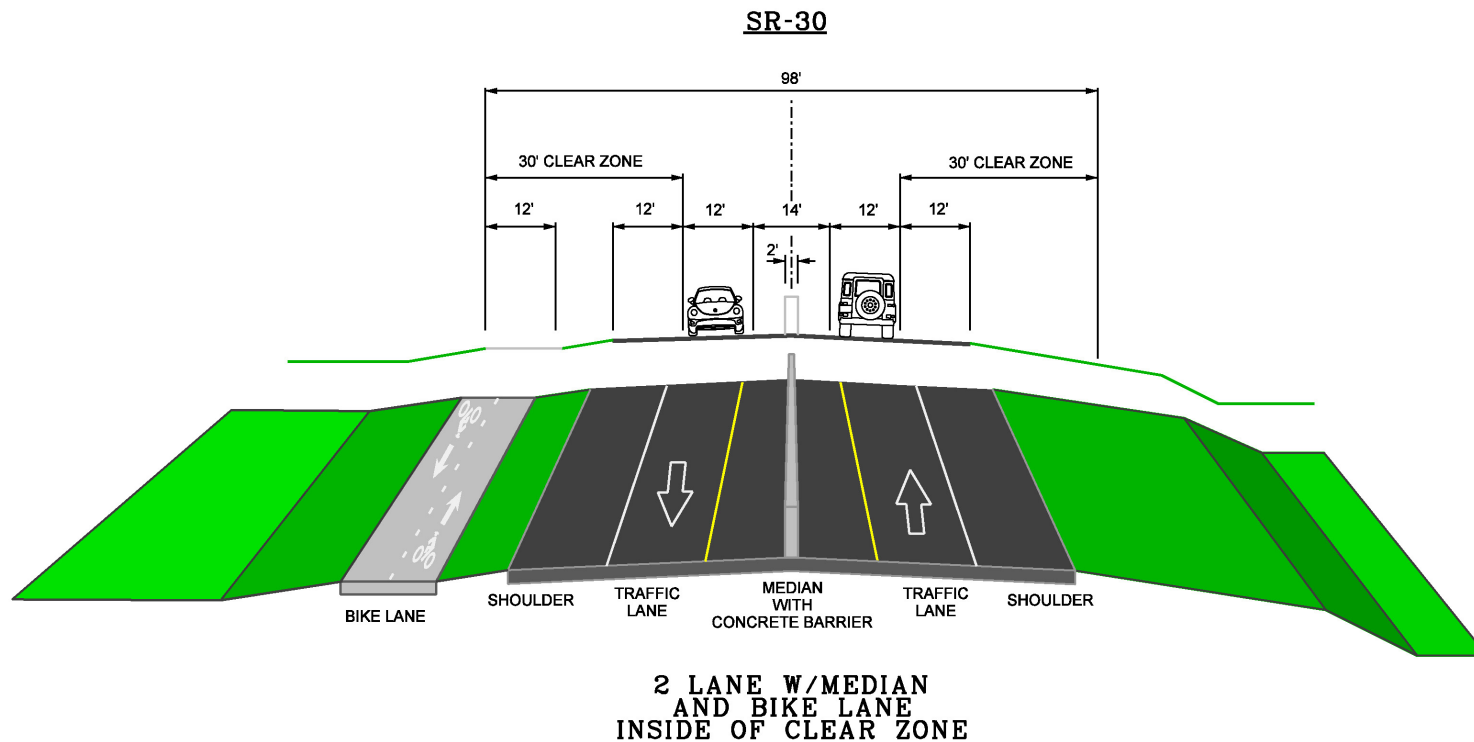 SR-30
98'
30' CLEAR ZONE
30' CLEAR ZONE
12'
12'
12'
14'
12'
12'
2'
BIKE LANE
SHOULDER
TRAFFIC
LANE
MEDIAN
WITH
CONCRETE BARRIER
TRAFFIC
LANE
SHOULDER
2 LANE W/MEDIAN
AND BIKE LANE
INSIDE OF CLEAR ZONE